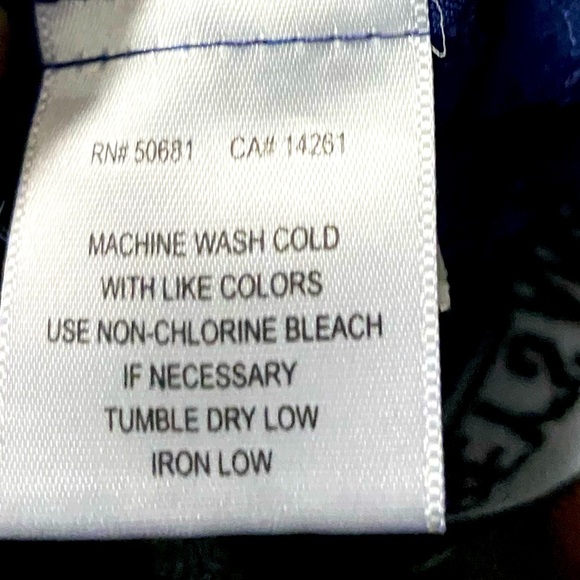 RN# 50681 CA# 14261
MACHINE WASH COLD
WITH LIKE COLORS
USE NON-CHLORINE BLEACH
IF NECESSARY
TUMBLE DRY LOW
IRON LOW